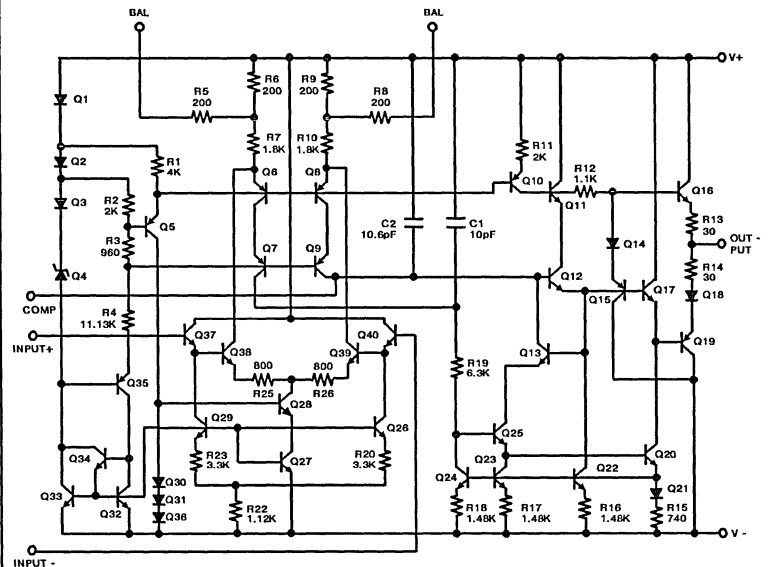 BAL
BAL
V+
Q1
R5
200
R6
200
R9
200
R8
200
R7
1.8K
R10
1.8K
R11
2K
Q2
R1
4K
Q6
Q8
Q10
Q11
R12
1.1K
Q16
Q3
R2
2K
Q5
R13
30
R3
960
C2
10.6pF
C1
10pF
OUT -
PUT
Q14
Q7
Q9
Q4
Q12
R14
30
Q15
Q17
Q18
COMP
R4
11.13K
INPUT+
Q37
Q38
Q39
Q40
Q13
Q19
R19
6.3K
Q35
800
R25
800
R26
Q28
Q29
Q26
Q25
Q34
R23
3.3K
Q27
R20
3.3K
Q24
Q23
Q22
Q20
Q33
Q32
Q30
Q31
Q36
R22
1.12K
R18
1.48K
R17
1.48K
R16
1.48K
Q21
R15
740
V -
INPUT -